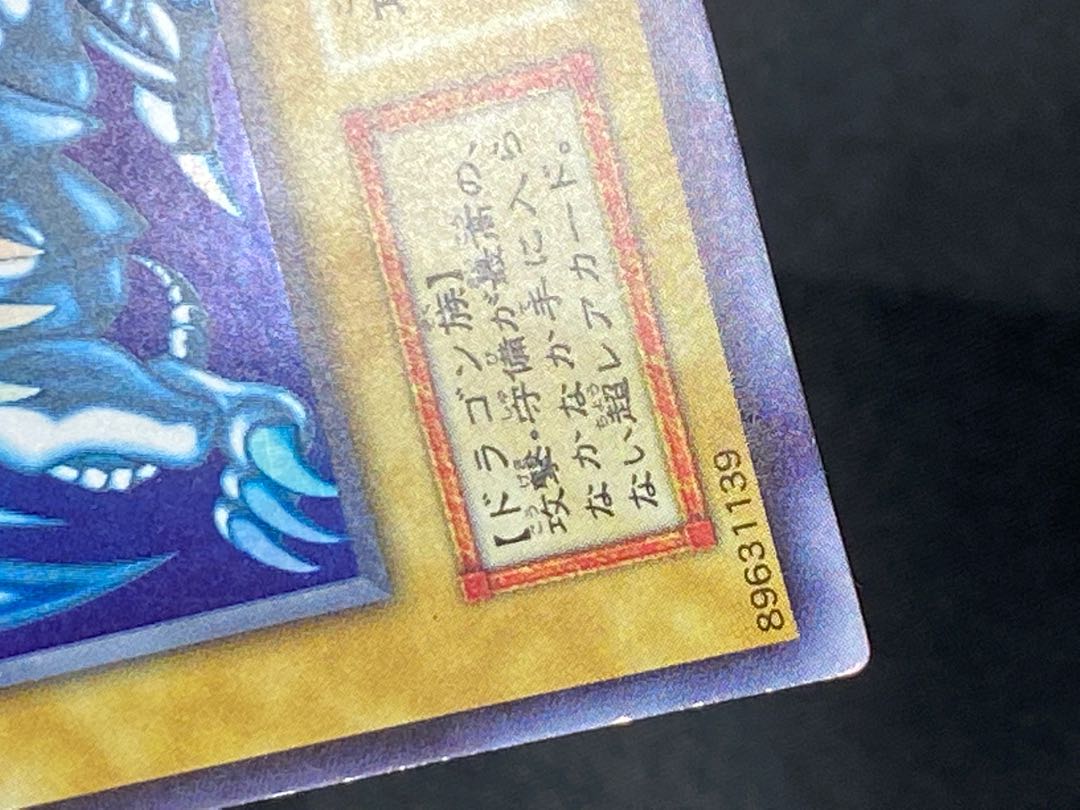 【ドラゴン族】
攻撃・守備が最高の、
なかなか手に入ら
ない超レアカード。
89631139